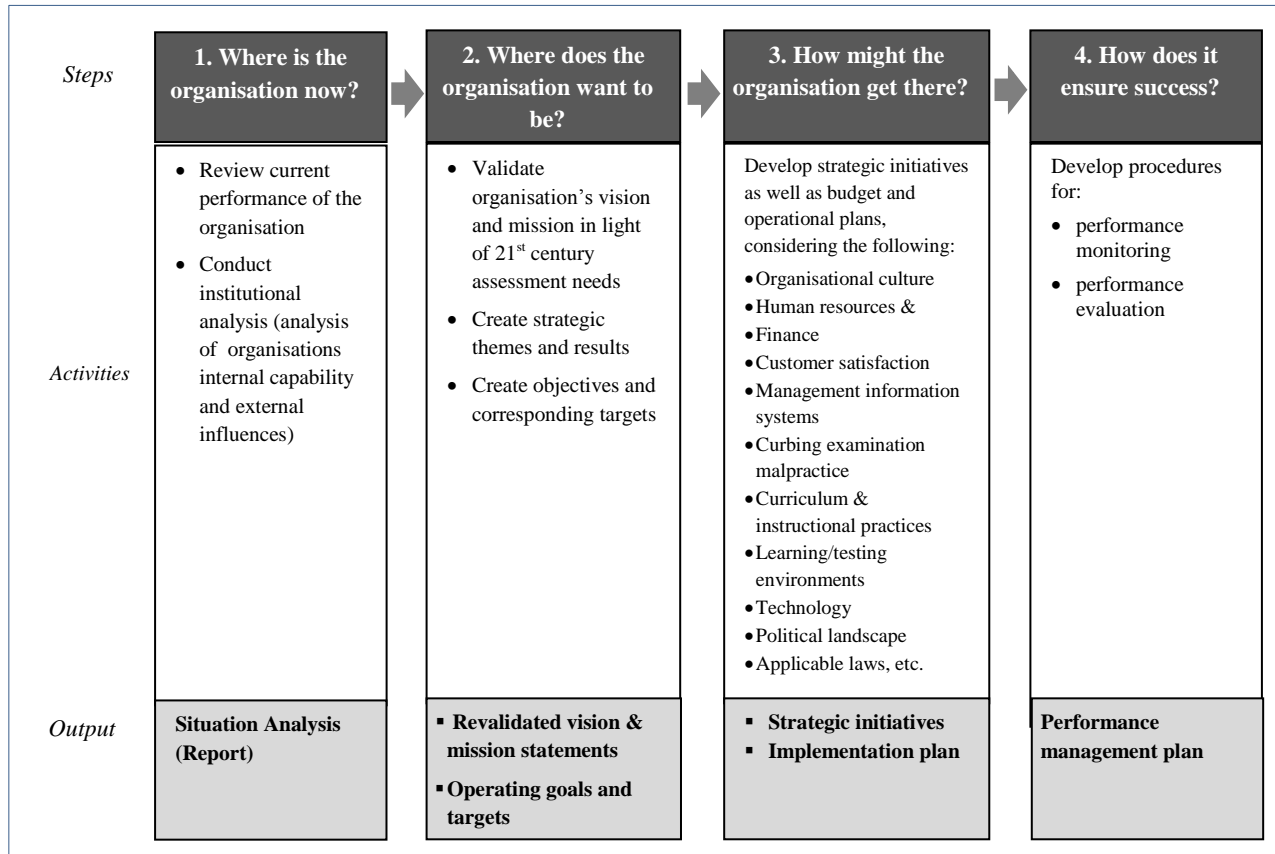 Steps
1. Where is the
organisation now?
2. Where does the
organisation want to
be?
3. How might the
organisation get there?
4. How does it
ensure success?
Activities
• Review current
performance of the
organisation
• Conduct
institutional
analysis (analysis
of organisations
internal capability
and external
influences)
• Validate
organisation’s vision
and mission in light
of 21st century
assessment needs
• Create strategic
themes and results
• Create objectives and
corresponding targets
Develop strategic initiatives
as well as budget and
operational plans,
considering the following:
•Organisational culture
•Human resources &
•Finance
•Customer satisfaction
•Management information
systems
•Curbing examination
malpractice
•Curriculum &
instructional practices
•Learning/testing
environments
•Technology
•Political landscape
•Applicable laws, etc.
Develop procedures
for:
• performance
monitoring
• performance
evaluation
Output
Situation Analysis
(Report)
▪ Revalidated vision &
mission statements
▪ Operating goals and
targets
▪ Strategic initiatives
▪ Implementation plan
Performance
management plan